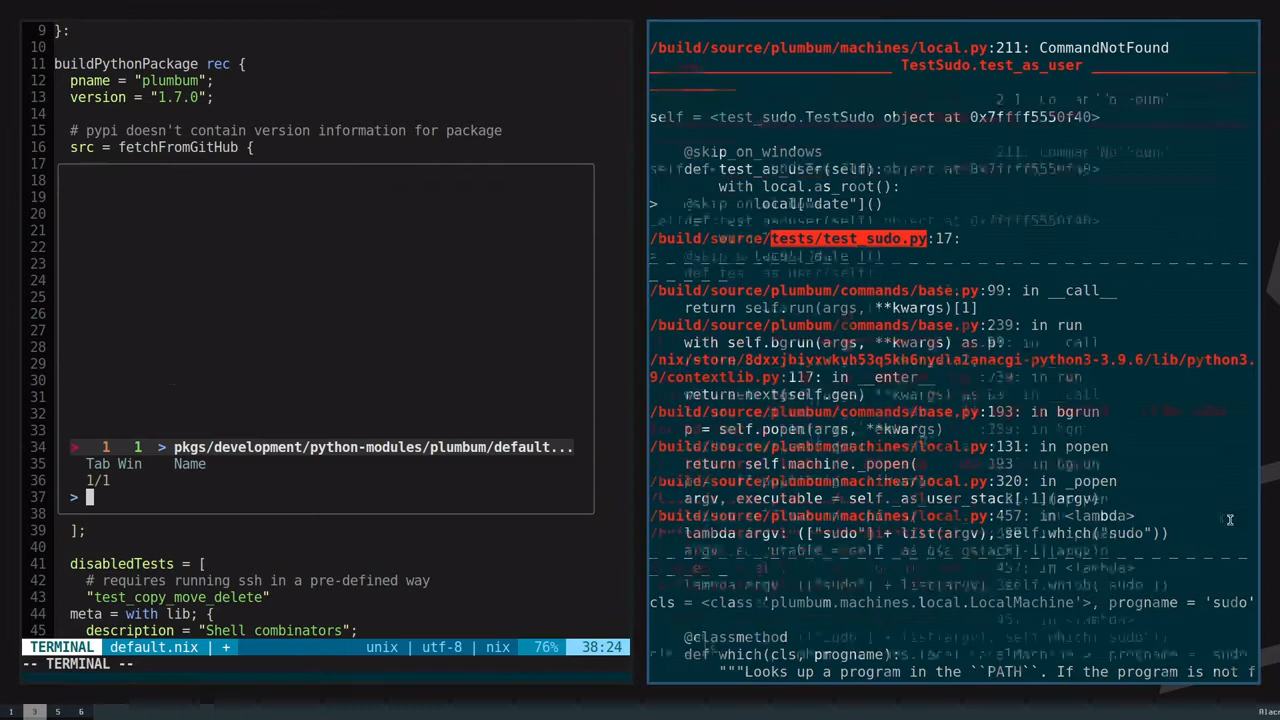 9 }:
10
11 buildPythonPackage rec {
12 pname = "plumbum";
13 version = "1.7.0";
14
15 # pypi doesn't contain version information for package
16 src = fetchFromGitHub {
17
18
19
20
21
22
23
24
25
26
27
28
29
30
31
32
33
34 > 1 1 > pkgs/development/python-modules/plumbum/default...
35 Tab Win Name
36 1/1
37 >
38
39 ];
40
41 disabledTests = [
42 # requires running ssh in a pre-defined way
43 "test_copy_move_delete"
44 meta = with lib; {
45 description = "Shell combinators";
TERMINAL default.nix | + unix | utf-8 | nix 76% 38:24
-- TERMINAL --
/build/source/plumbum/machines/local.py:211: CommandNotFound
TestSudo.test_as_user
self = <test_sudo.TestSudo object at 0x7ffff5550f40>
@skip_on_windows
def test_as_user(self):
with local.as_root():
> local["date"]()
/build/source/tests/test_sudo.py:17:
/build/source/plumbum/commands/base.py:99: in __call__
return self.run(args, **kwargs)[1]
/build/source/plumbum/commands/base.py:239: in run
with self.bgrun(args, **kwargs) as p:
/nix/store/8dxxjbiyxwkyh53q5kh6nydla2anacgi-python3-3.9.6/lib/python3.
9/contextlib.py:117: in __enter__
return next(self.gen)
/build/source/plumbum/commands/base.py:193: in bgrun
p = self.popen(args, **kwargs)
/build/source/plumbum/machines/local.py:131: in popen
return self.machine._popen(
/build/source/plumbum/machines/local.py:320: in _popen
argv, executable = self._as_user_stack[-1](argv)
/build/source/plumbum/machines/local.py:457: in <lambda>
lambda argv: (["sudo"] + list(argv), self.which("sudo"))
cls = <class 'plumbum.machines.local.LocalMachine'>, progname = 'sudo'
@classmethod
def which(cls, progname):
"""Looks up a program in the ``PATH``. If the program is not f
1 3 5 6 Alacr